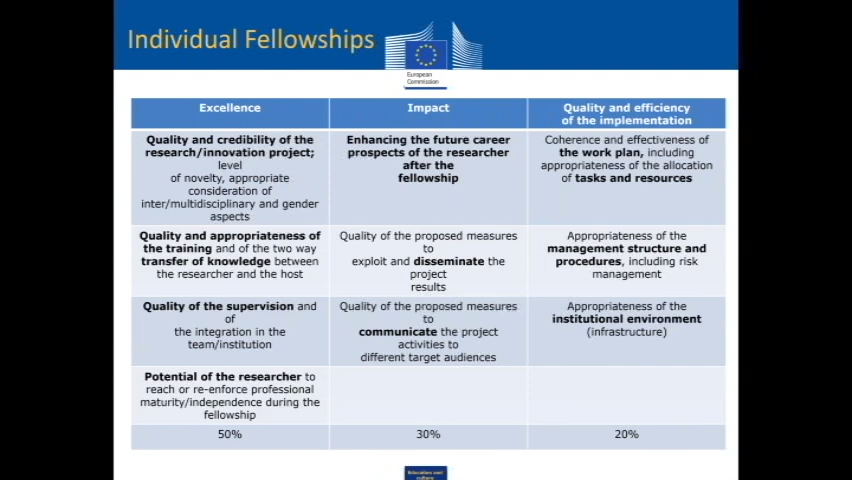 Individual Fellowships
European
Commission
Excellence
Impact
Quality and efficiency
of the implementation
Quality and credibility of the
research/innovation project;
level
of novelty, appropriate
consideration of
inter/multidisciplinary and gender
aspects
Enhancing the future career
prospects of the researcher
after the
fellowship
Coherence and effectiveness of
the work plan, including
appropriateness of the allocation
of tasks and resources
Quality and appropriateness of
the training and of the two way
transfer of knowledge between
the researcher and the host
Quality of the proposed measures
to
exploit and disseminate the
project
results
Appropriateness of the
management structure and
procedures, including risk
management
Quality of the supervision and
of
the integration in the
team/institution
Quality of the proposed measures
to
communicate the project
activities to
different target audiences
Appropriateness of the
institutional environment
(infrastructure)
Potential of the researcher to
reach or re-enforce professional
maturity/independence during the
fellowship
50%
30%
20%
Education and
culture